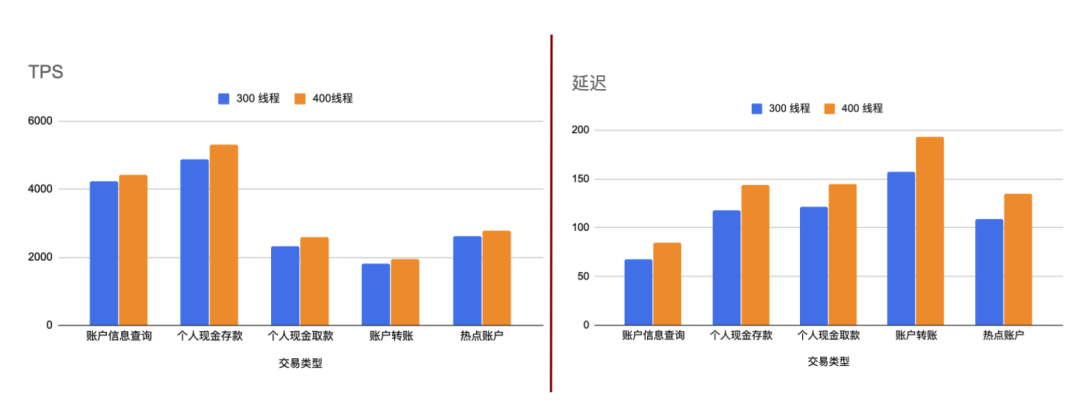 TPS
300 线程 400线程
6000
4000
2000
0
账户信息查询 个人现金存款 个人现金取款 账户转账 热点账户
交易类型
延迟
300 线程 400 线程
200
150
100
50
0
账户信息查询 个人现金存款 个人现金取款 账户转账 热点账户
交易类型